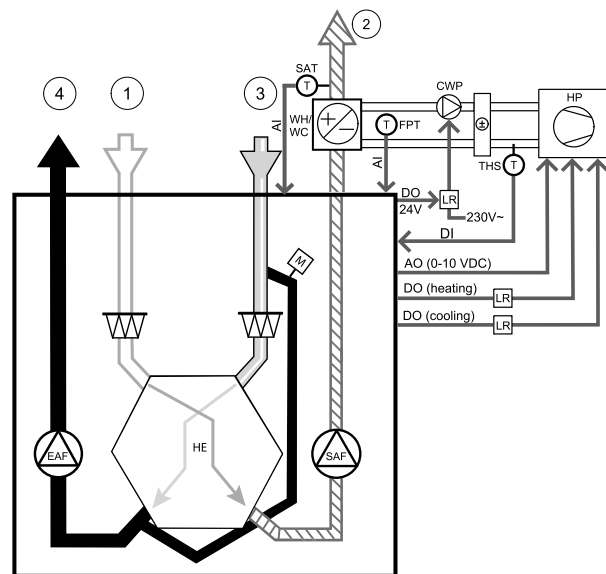 2
SAT
T
CWP
HP
4
1
3
AI
WH/
WC
+
−
T
FPT
±
THS
T
AI
DO
24V
LR
230V~
DI
AO (0-10 VDC)
M
DO (heating)
LR
DO (cooling)
LR
HE
EAF
SAF